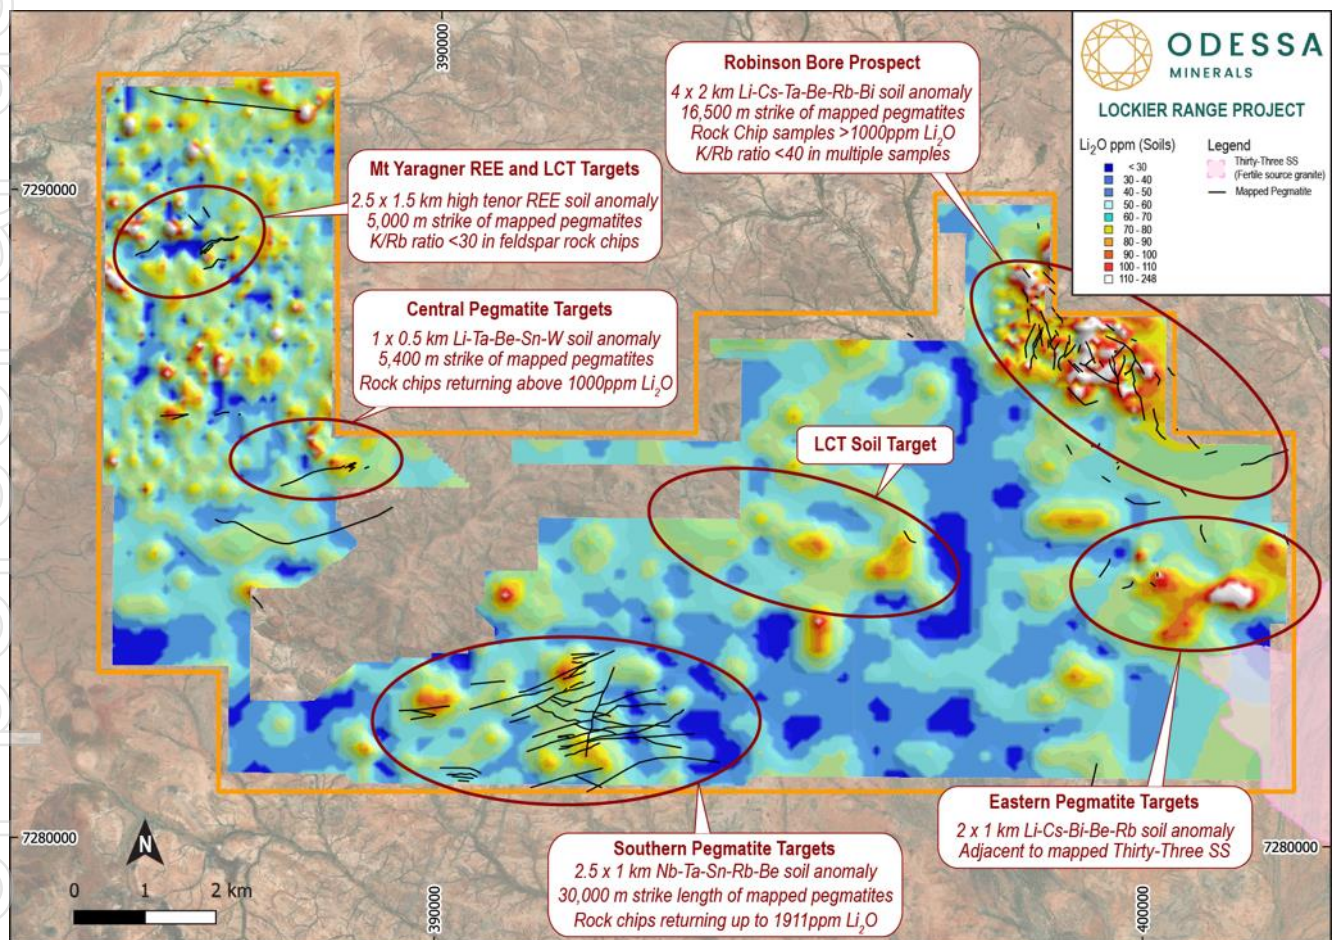 390000
7290000
Mt Yaragner REE and LCT Targets
2.5 x 1.5 km high tenor REE soil anomaly
5,000 m strike of mapped pegmatites
K/Rb ratio <30 in feldspar rock chips
Central Pegmatite Targets
1 x 0.5 km Li-Ta-Be-Sn-W soil anomaly
5,400 m strike of mapped pegmatites
Rock chips returning above 1000ppm Li₂O
Robinson Bore Prospect
4 x 2 km Li-Cs-Ta-Be-Rb-Bi soil anomaly
16,500 m strike of mapped pegmatites
Rock Chip samples >1000ppm Li₂O
K/Rb ratio <40 in multiple samples
ODESSA
MINERALS
LOCKIER RANGE PROJECT
Li₂O ppm (Soils)
< 30
30 - 40
40 - 50
50 - 60
60 - 70
70 - 80
80 - 90
90 - 100
100 - 110
110 - 248
Legend
Thirty-Three SS
(Fertile source granite)
Mapped Pegmatite
LCT Soil Target
Southern Pegmatite Targets
2.5 x 1 km Nb-Ta-Sn-Rb-Be soil anomaly
30,000 m strike length of mapped pegmatites
Rock chips returning up to 1911ppm Li₂O
Eastern Pegmatite Targets
2 x 1 km Li-Cs-Bi-Be-Rb soil anomaly
Adjacent to mapped Thirty-Three SS
7280000
7280000
N
0 1 2 km
390000
400000